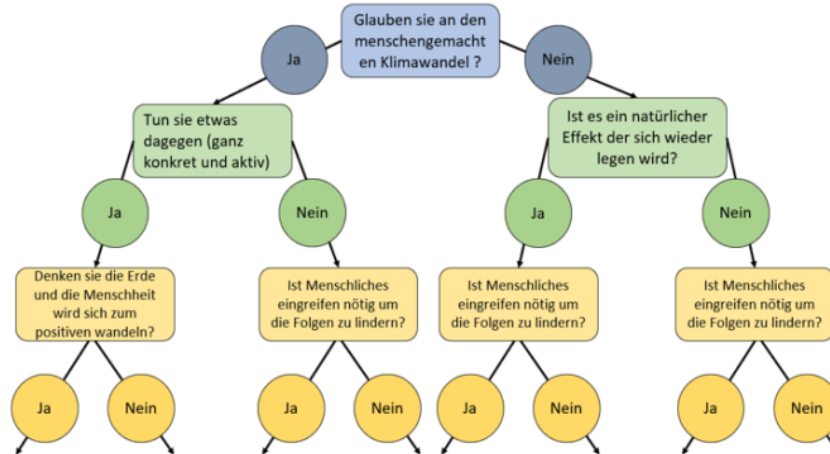 Glauben sie an den
menschengemacht
en Klimawandel ?
Ja
Nein
Tun sie etwas
dagegen (ganz
konkret und aktiv)
Ist es ein natürlicher
Effekt der sich wieder
legen wird?
Ja
Nein
Ja
Nein
Denken sie die Erde
und die Menschheit
wird sich zum
positiven wandeln?
Ist Menschliches
eingreifen nötig um
die Folgen zu lindern?
Ist Menschliches
eingreifen nötig um
die Folgen zu lindern?
Ist Menschliches
eingreifen nötig um
die Folgen zu lindern?
Ja
Nein
Ja
Nein
Ja
Nein
Ja
Nein